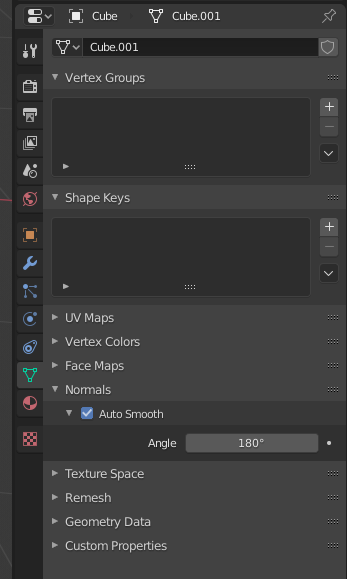 Cube Cube.001
Cube.001
Vertex Groups
Shape Keys
UV Maps
Vertex Colors
Face Maps
Normals
Auto Smooth
Angle 180°
Texture Space
Remesh
Geometry Data
Custom Properties